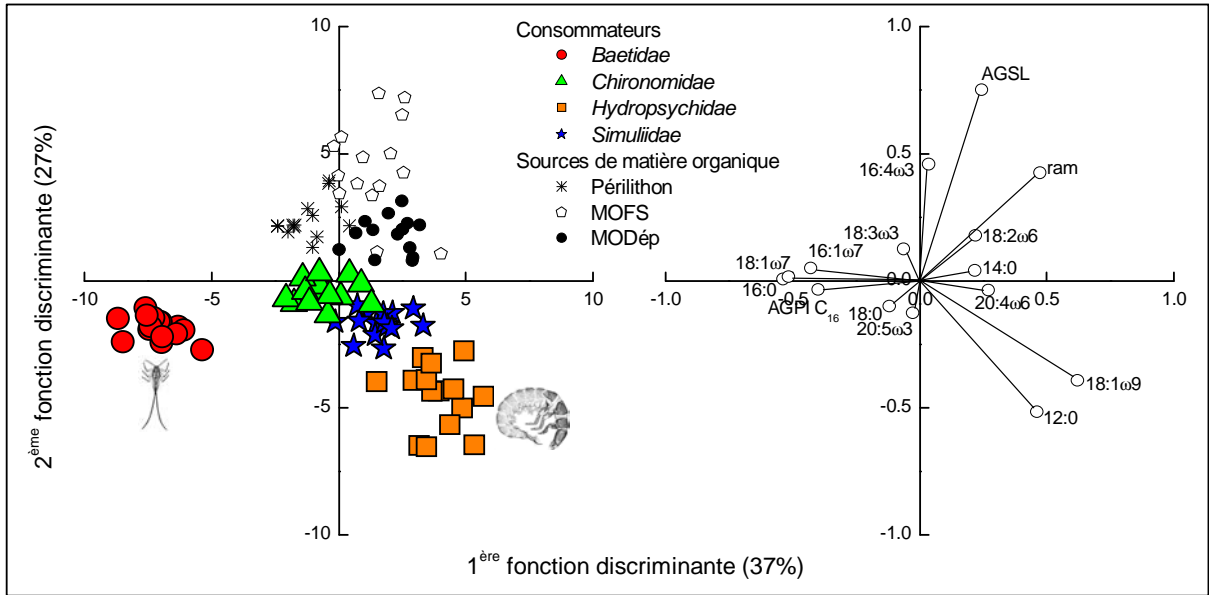 Consommateurs
Baetidae
Chironomidae
Hydropsychidae
Simuliidae
Sources de matière organique
Périlithon
MOFS
MODép
10
5
-5
-10
-10
-5
5
10
2ème fonction discriminante (27%)
1ère fonction discriminante (37%)
1.0
0.5
0.0
-0.5
-1.0
-1.0
-0.5
0.5
1.0
AGSL
16:4ω3
ram
18:3ω3
18:2ω6
16:1ω7
18:1ω7
14:0
16:0
20:4ω6
AGPI C16
18:0
20:5ω3
18:1ω9
12:0